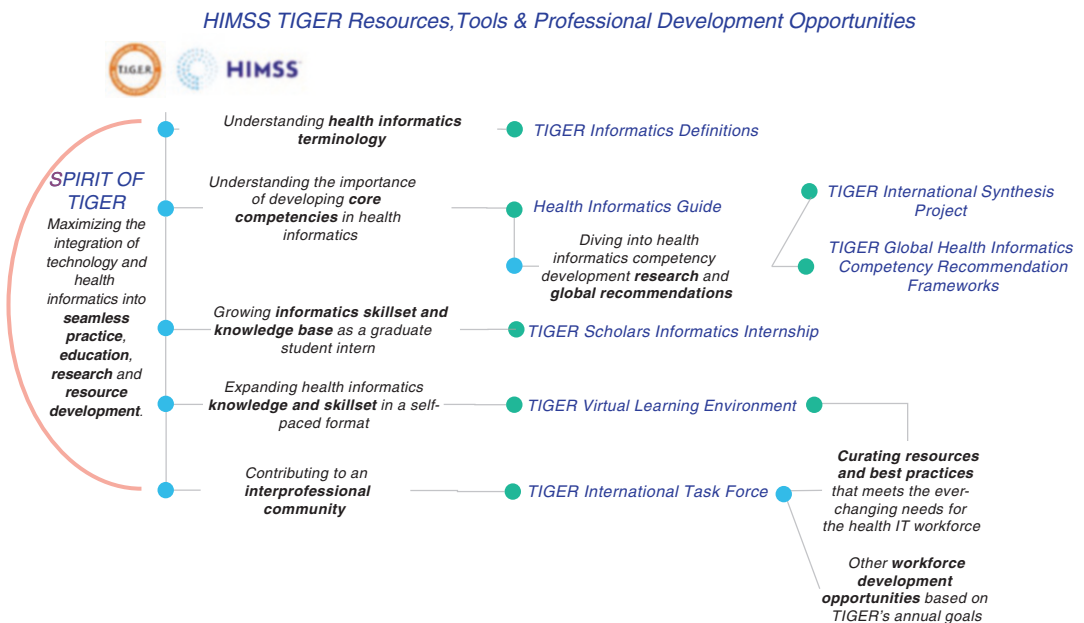 HIMSS TIGER Resources,Tools & Professional Development Opportunities
T.I.G.E.R.
HIMSS
SPIRIT OF
TIGER
Maximizing the
integration of
technology and
health
informatics into
seamless
practice,
education,
research and
resource
development.
Understanding health informatics
terminology
TIGER Informatics Definitions
Understanding the importance
of developing core
competencies in health
informatics
Health Informatics Guide
Diving into health
informatics competency
development research and
global recommendations
TIGER International Synthesis
Project
TIGER Global Health Informatics
Competency Recommendation
Frameworks
Growing informatics skillset and
knowledge base as a graduate
student intern
TIGER Scholars Informatics Internship
Expanding health informatics
knowledge and skillset in a self-
paced format
TIGER Virtual Learning Environment
Contributing to an
interprofessional
community
TIGER International Task Force
Curating resources
and best practices
that meets the ever-
changing needs for
the health IT workforce
Other workforce
development
opportunities based on
TIGER's annual goals